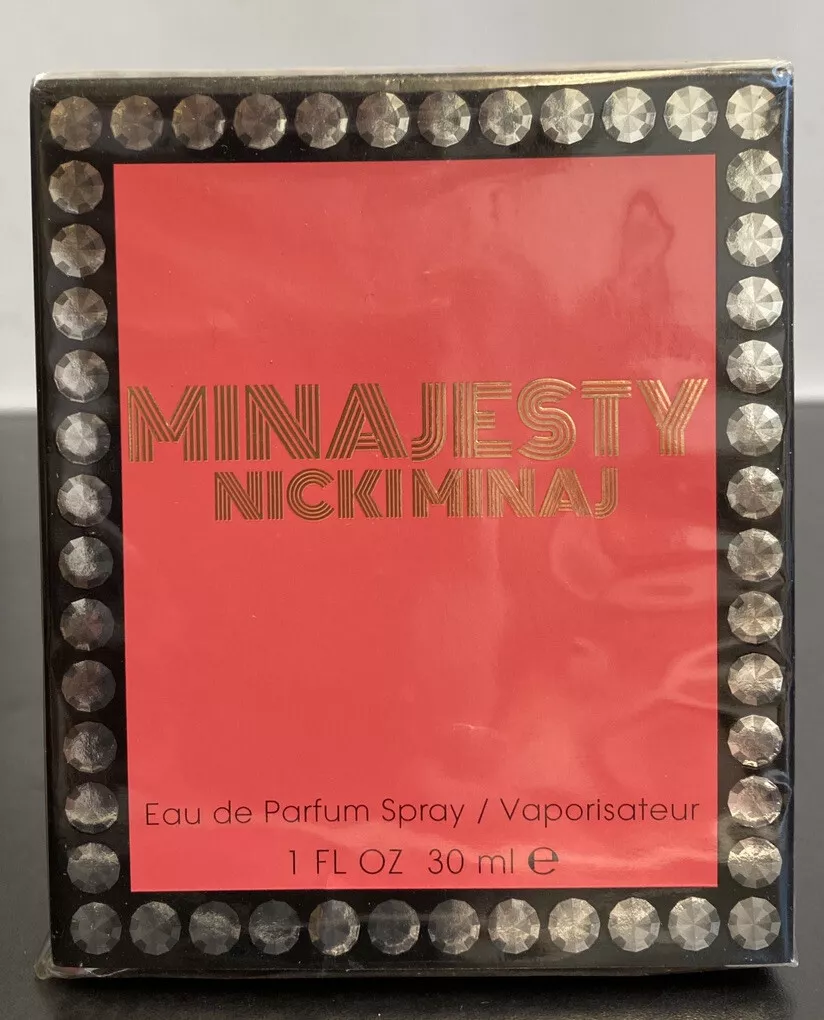 MINAJESTY
NICKI MINAJ
Eau de Parfum Spray / Vaporisateur
1 FL OZ 30 ml ℮